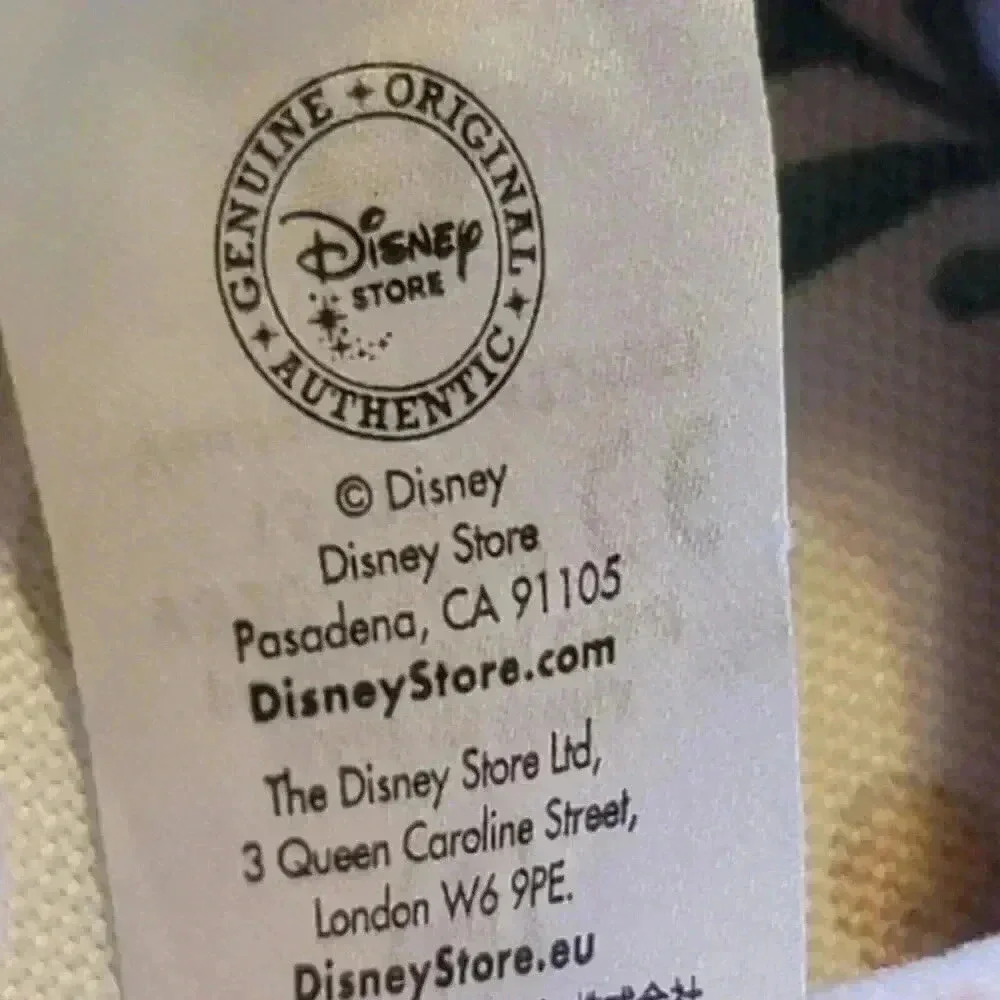 GENUINE ✦ ORIGINAL ✦ AUTHENTIC ✦
Disney
STORE
© Disney
Disney Store
Pasadena, CA 91105
DisneyStore.com
The Disney Store Ltd,
3 Queen Caroline Street,
London W6 9PE.
DisneyStore.eu